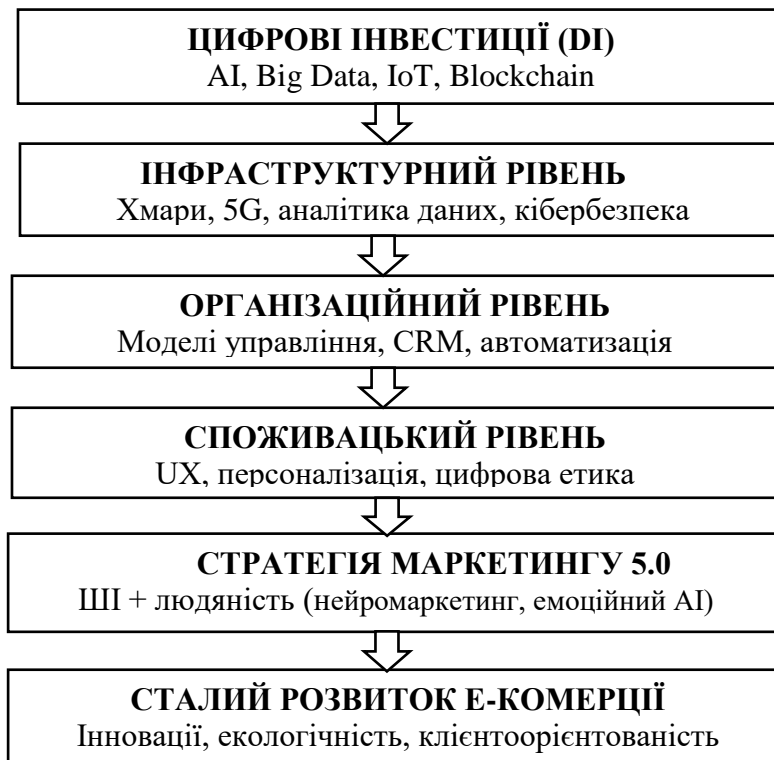 ЦИФРОВІ ІНВЕСТИЦІЇ (DI)
AI, Big Data, IoT, Blockchain
ІНФРАСТРУКТУРНИЙ РІВЕНЬ
Хмари, 5G, аналітика даних, кібербезпека
ОРГАНІЗАЦІЙНИЙ РІВЕНЬ
Моделі управління, CRM, автоматизація
СПОЖИВАЦЬКИЙ РІВЕНЬ
UX, персоналізація, цифрова етика
СТРАТЕГІЯ МАРКЕТИНГУ 5.0
ШІ + людяність (нейромаркетинг, емоційний AI)
СТАЛИЙ РОЗВИТОК Е-КОМЕРЦІЇ
Інновації, екологічність, клієнтоорієнтованість